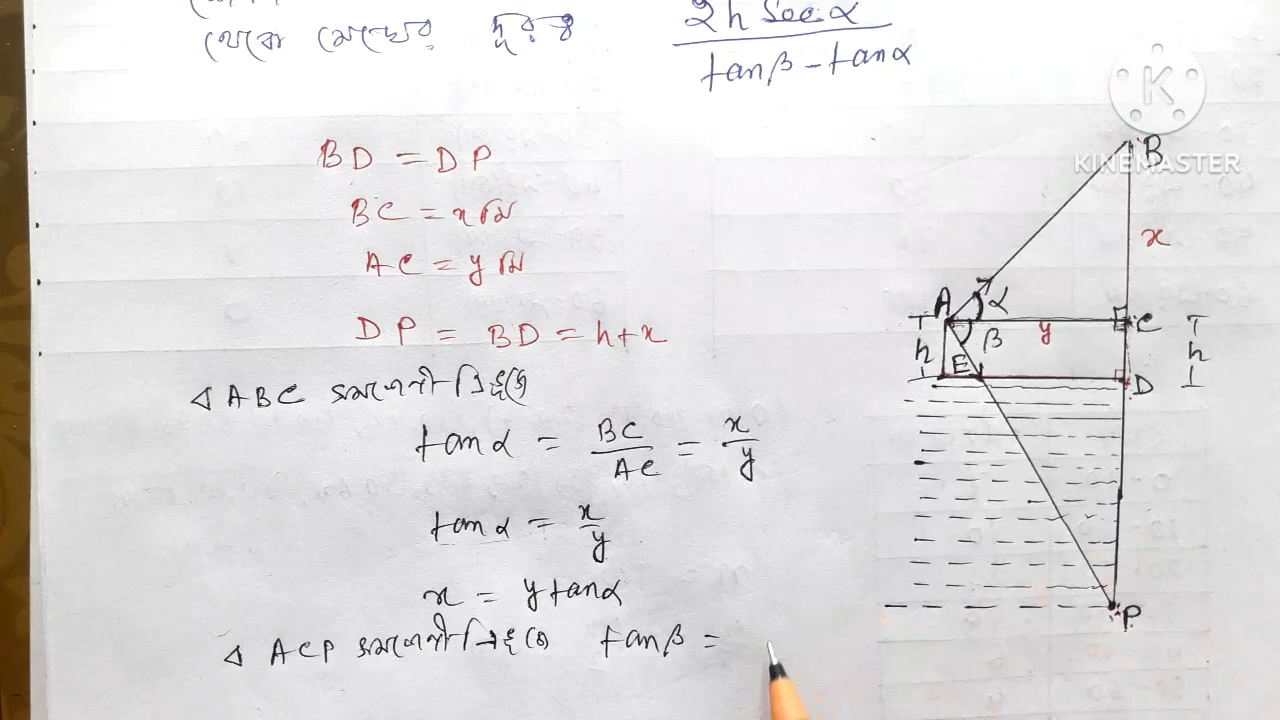 থেকে মেঘের দূরত্ব 2h Secα / tanβ - tanα
BD = DP
BC = x মি
AC = y মি
DP = BD = h+x
△ ABC সমকোণী ত্রিভুজে
tanα = BC/AC = x/y
tanα = x/y
x = y tanα
△ ACP সমকোণী ত্রিভুজে tanβ =
K
KINEMASTER
B
x
A
α
C
h
β
y
h
E
D
P